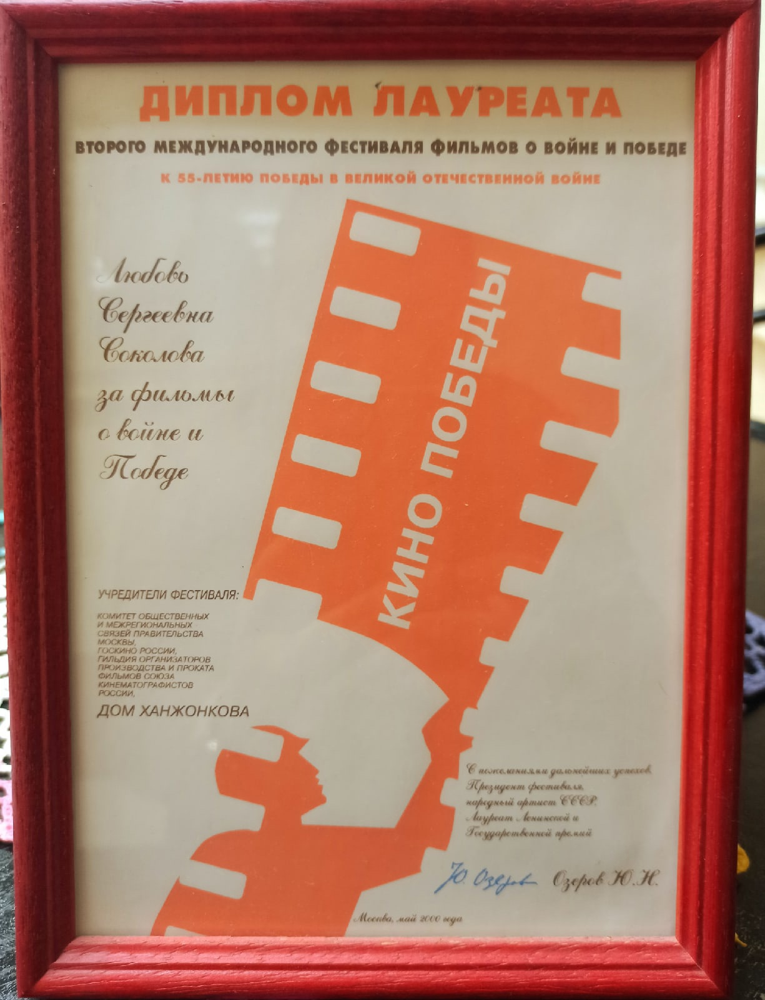 ДИПЛОМ ЛАУРЕАТА
ВТОРОГО МЕЖДУНАРОДНОГО ФЕСТИВАЛЯ ФИЛЬМОВ О ВОЙНЕ И ПОБЕДЕ
К 55-ЛЕТИЮ ПОБЕДЫ В ВЕЛИКОЙ ОТЕЧЕСТВЕННОЙ ВОЙНЕ
Любовь
Сергеевна
Соколова
за фильмы
о войне и
Победе
КИНО ПОБЕДЫ
УЧРЕДИТЕЛИ ФЕСТИВАЛЯ:
КОМИТЕТ ОБЩЕСТВЕННЫХ
И МЕЖРЕГИОНАЛЬНЫХ
СВЯЗЕЙ ПРАВИТЕЛЬСТВА
МОСКВЫ,
ГОСКИНО РОССИИ,
ГИЛЬДИЯ ОРГАНИЗАТОРОВ
ПРОИЗВОДСТВА И ПРОКАТА
ФИЛЬМОВ СОЮЗА
КИНЕМАТОГРАФИСТОВ
РОССИИ,
ДОМ ХАНЖОНКОВА
С пожеланиями дальнейших успехов.
Президент фестиваля,
народный артист СССР,
Лауреат Ленинской и
Государственной премий
Ю. Озеров Озеров Ю.Н.
Москва, май 2000 года